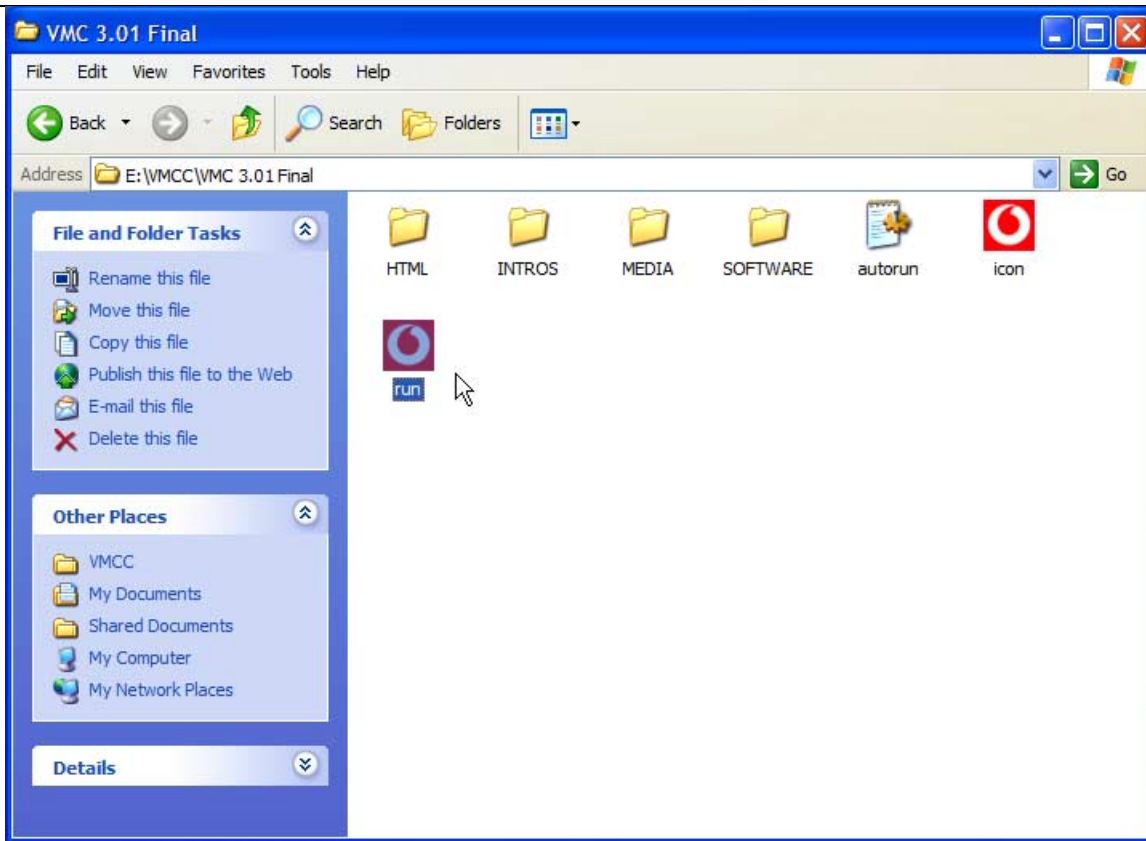 VMC 3.01 Final
File Edit View Favorites Tools Help
Back Search Folders
Address E:\VMCC\VMC 3.01 Final Go
File and Folder Tasks
Rename this file
Move this file
Copy this file
Publish this file to the Web
E-mail this file
Delete this file
Other Places
VMCC
My Documents
Shared Documents
My Computer
My Network Places
Details
HTML INTROS MEDIA SOFTWARE autorun icon
run